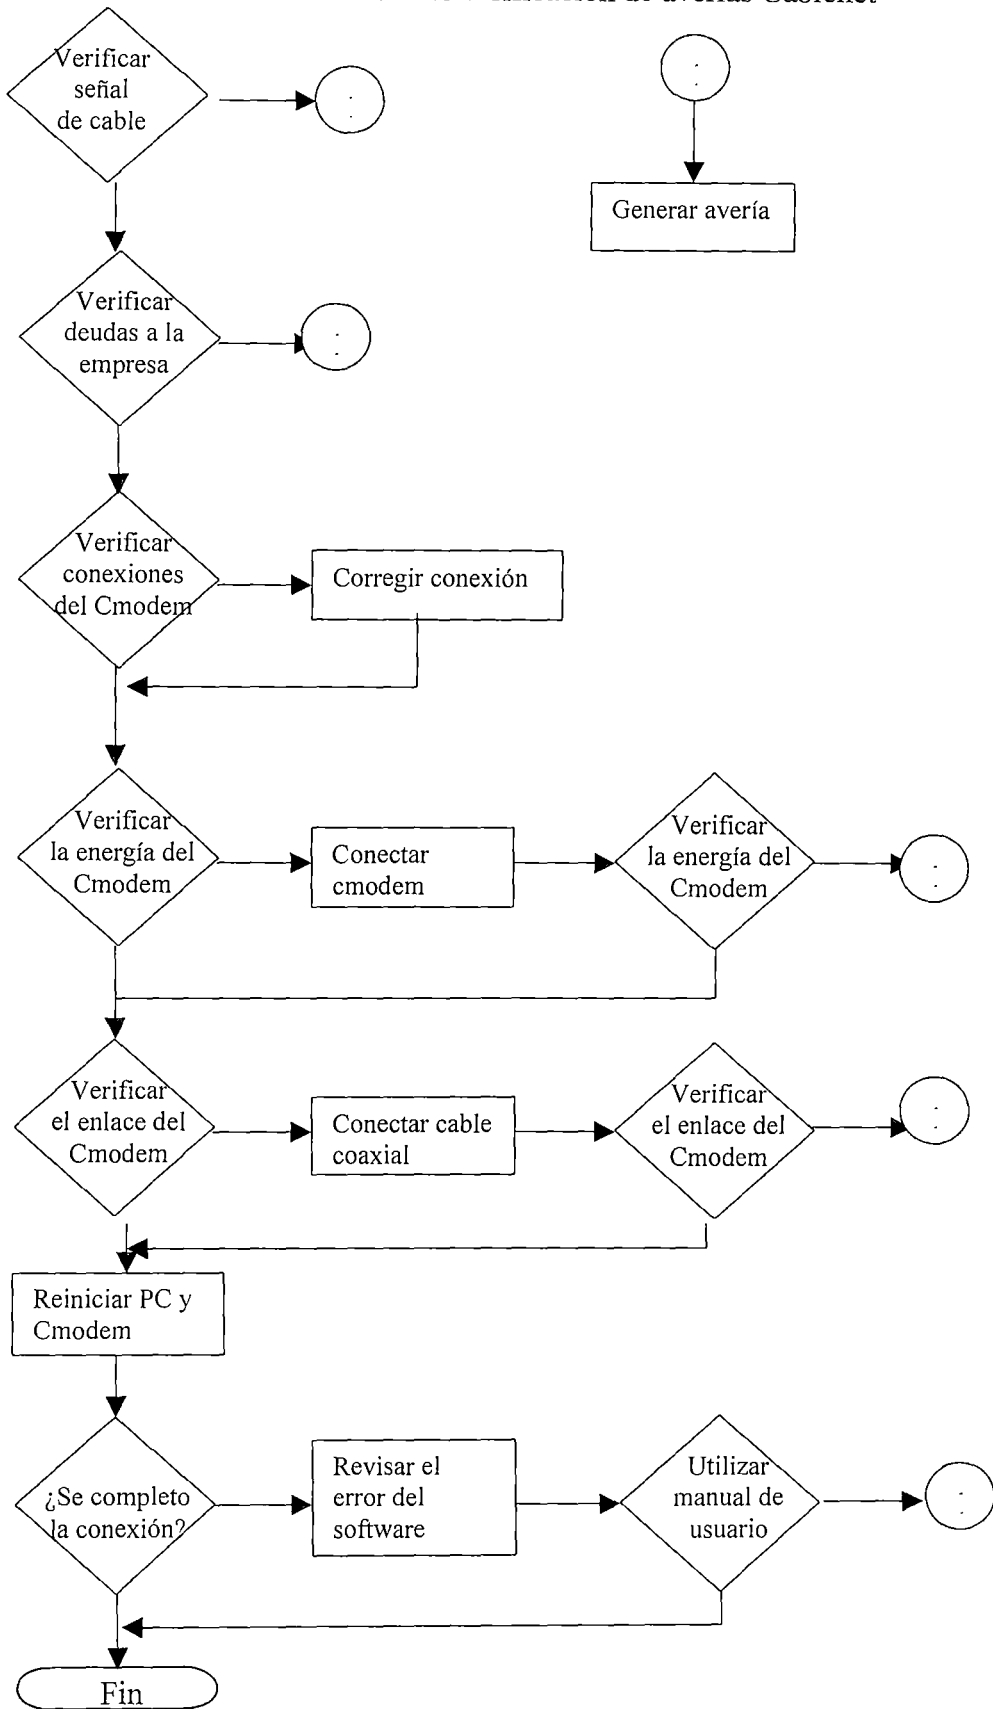 de averías Cablenet
Verificar
señal
de cable
Generar avería
Verificar
deudas a la
empresa
Verificar
conexiones
del Cmodem
Corregir conexión
Verificar
la energía del
Cmodem
Conectar
cmodem
Verificar
la energía del
Cmodem
Verificar
el enlace del
Cmodem
Conectar cable
coaxial
Verificar
el enlace del
Cmodem
Reiniciar PC y
Cmodem
¿Se completo
la conexión?
Revisar el
error del
software
Utilizar
manual de
usuario
Fin